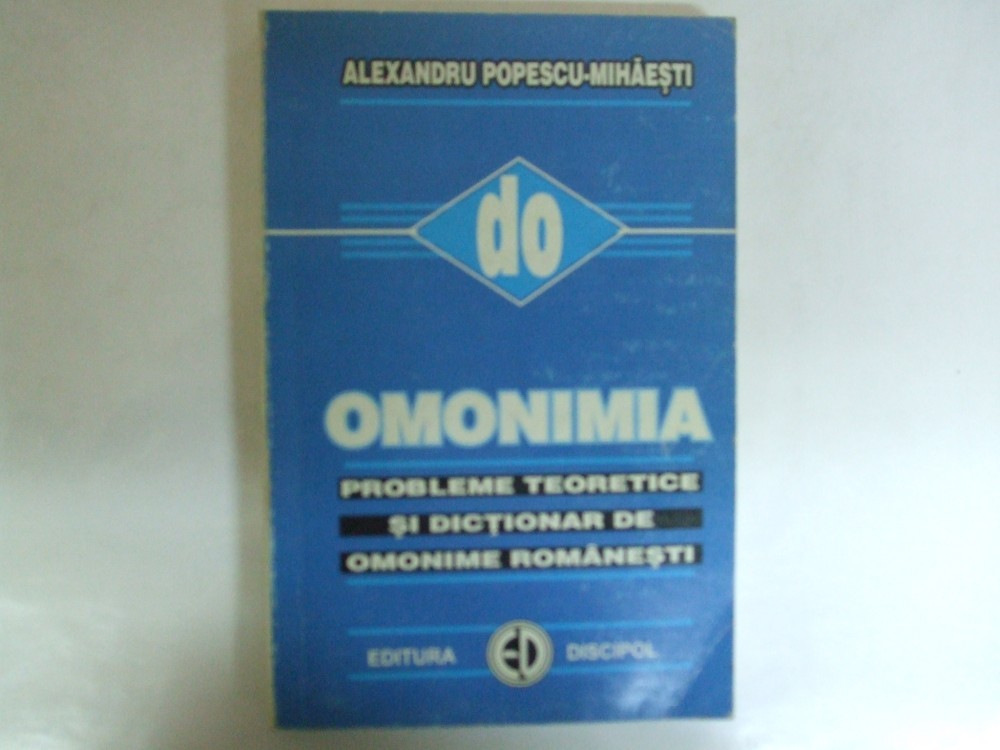 ALEXANDRU POPESCU-MIHĂEȘTI
do
OMONIMIA
PROBLEME TEORETICE
ȘI DICȚIONAR DE
OMONIME ROMÂNEȘTI
EDITURA ED DISCIPOL